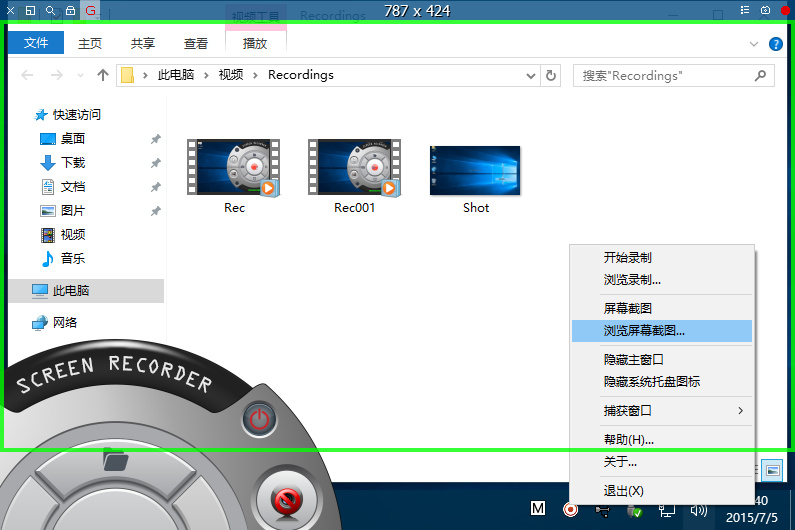 G
787 x 424
视频工具 Recordings
文件 主页 共享 查看 播放
此电脑 视频 Recordings
搜索"Recordings"
快速访问
桌面
下载
文档
图片
视频
音乐
此电脑
网络
Rec
Rec001
Shot
开始录制
浏览录制...
屏幕截图
浏览屏幕截图...
隐藏主窗口
隐藏系统托盘图标
捕获窗口
帮助(H)...
关于...
退出(X)
SCREEN RECORDER
M
:40
2015/7/5